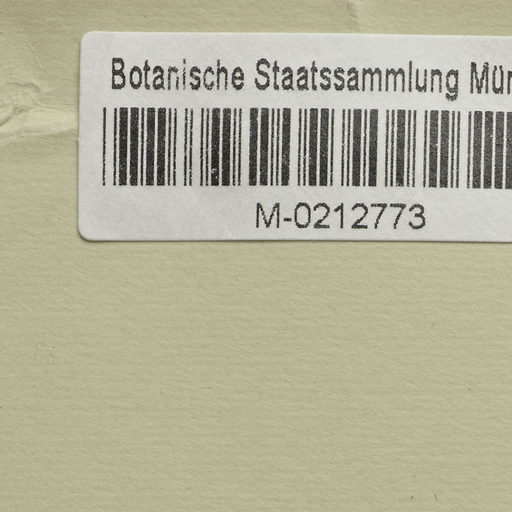 Botanische Staatssammlung Mün
M-0212773